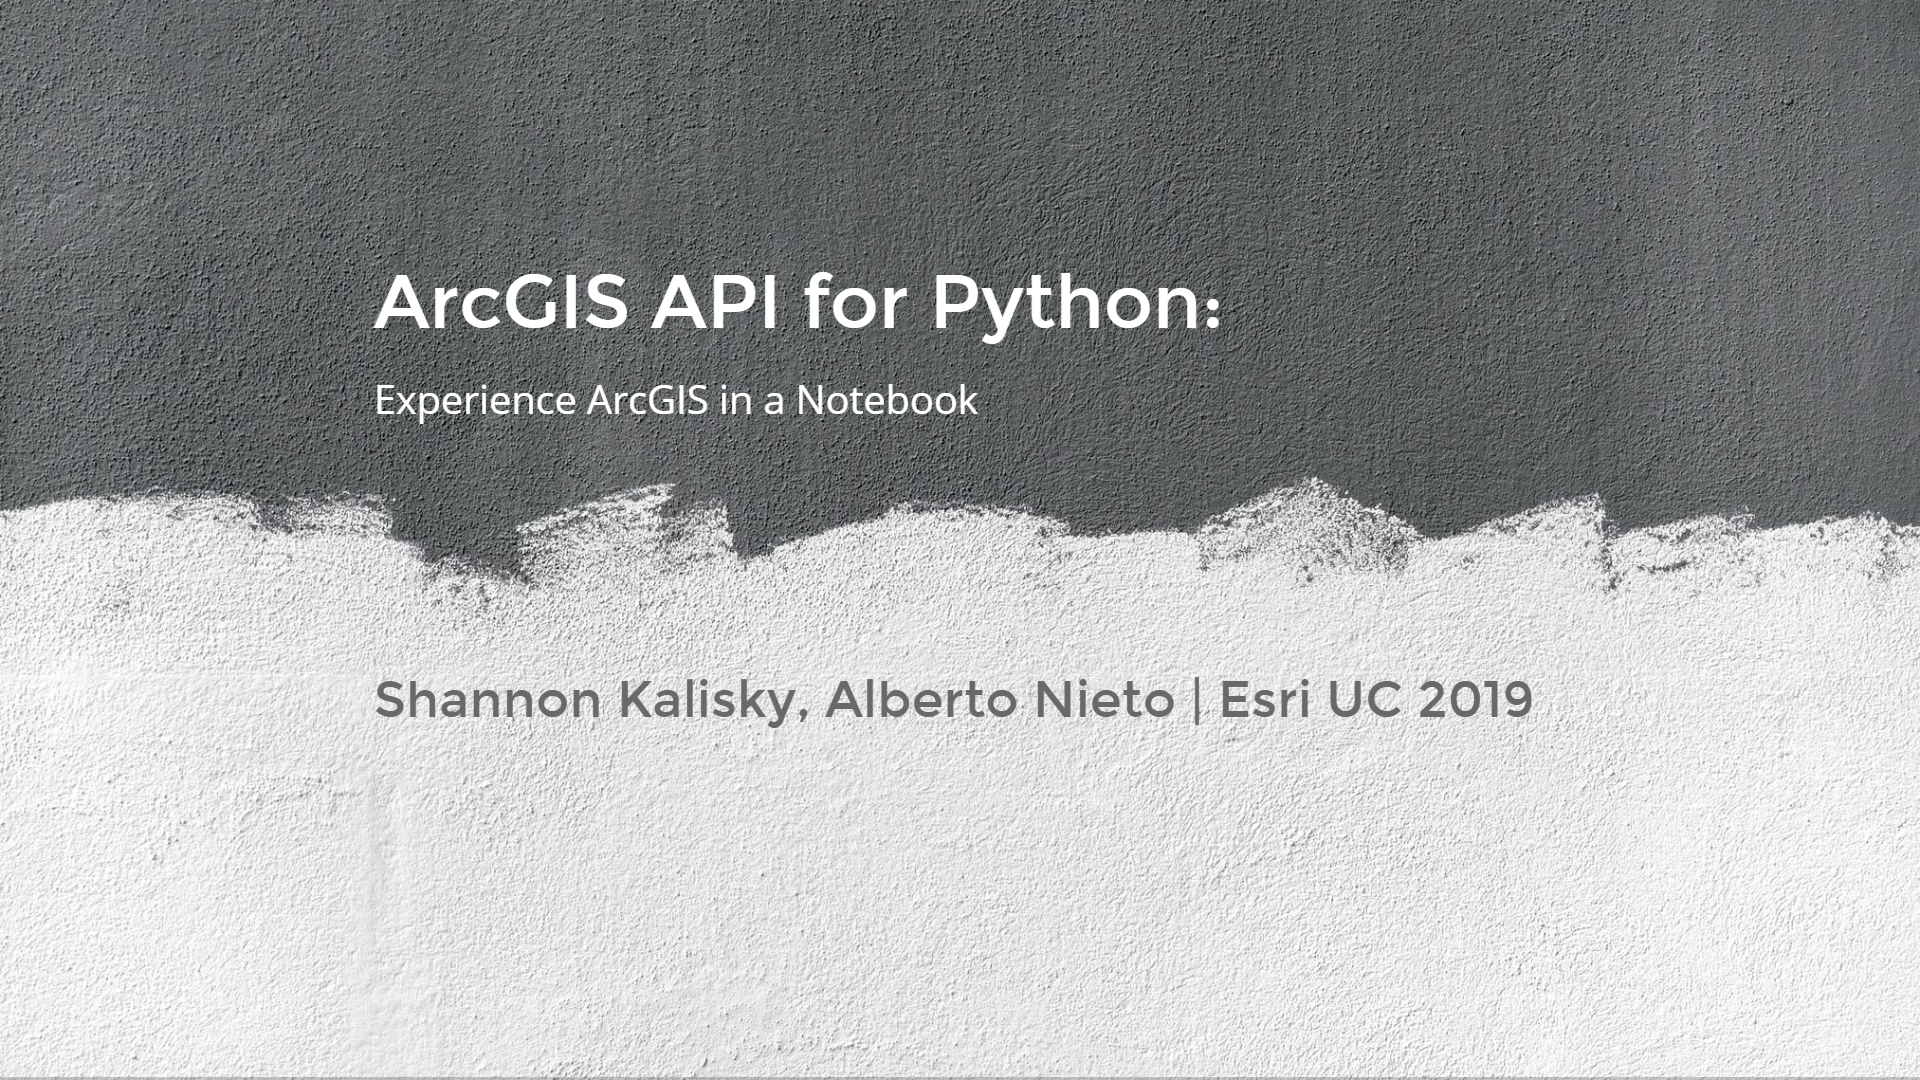 ArcGIS API for Python:
Experience ArcGIS in a Notebook
Shannon Kalisky, Alberto Nieto | Esri UC 2019